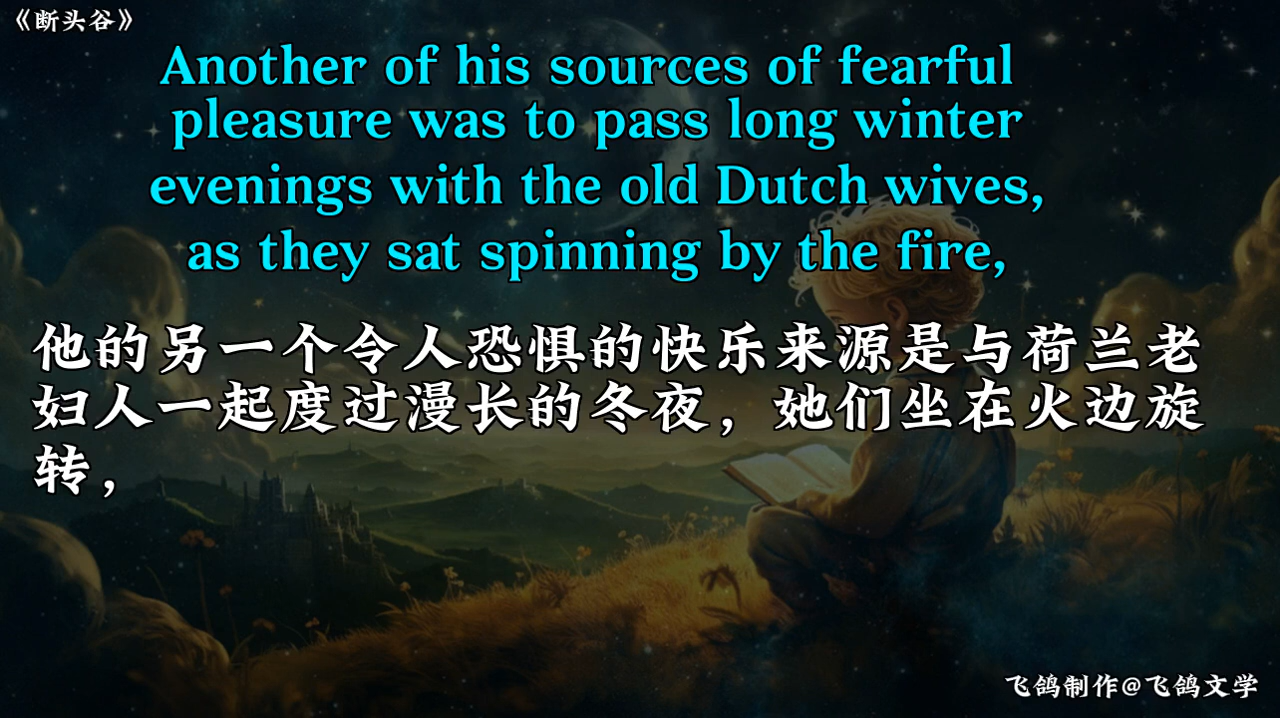 《断头谷》
Another of his sources of fearful
pleasure was to pass long winter
evenings with the old Dutch wives,
as they sat spinning by the fire,
他的另一个令人恐惧的快乐来源是与荷兰老
妇人一起度过漫长的冬夜，她们坐在火边旋
转，
飞鸽制作@飞鸽文学